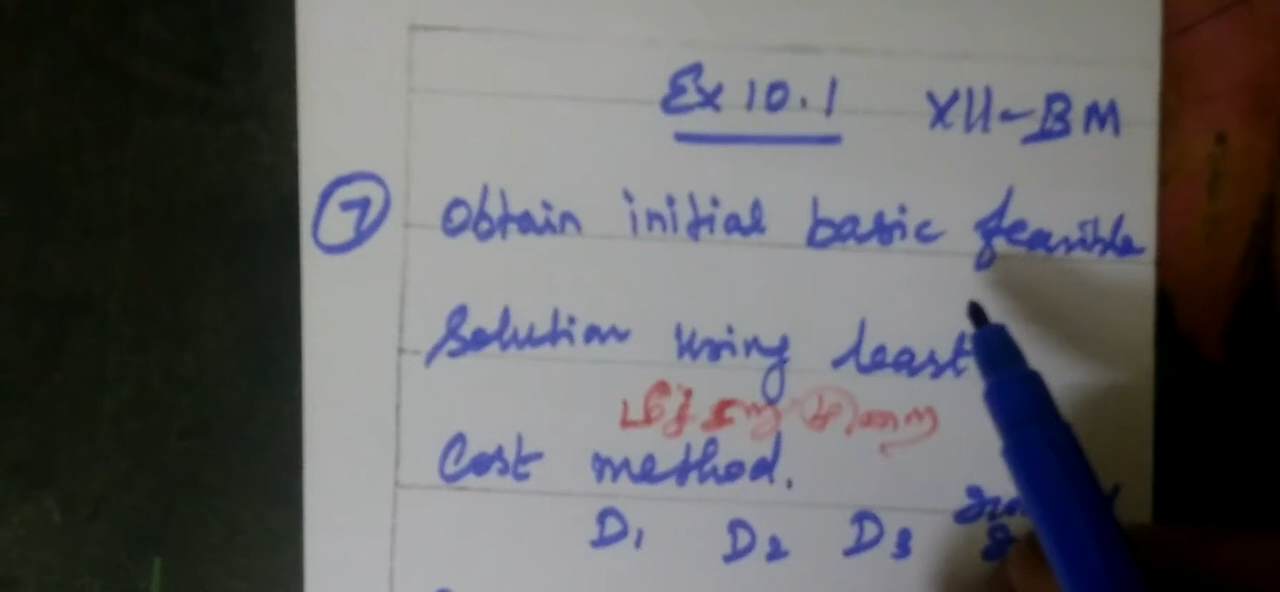 Ex 10.1 XII-BM
7 Obtain initial basic feasible
Solution using least
மீச்சிறு முறை
Cost method.
D1 D2 D3